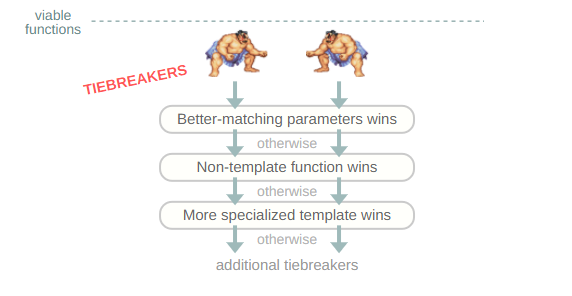 viable
functions
TIEBREAKERS
Better-matching parameters wins
otherwise
Non-template function wins
otherwise
More specialized template wins
otherwise
additional tiebreakers